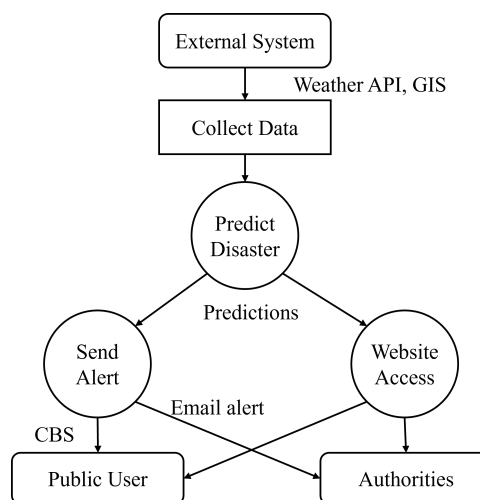 External System
Weather API, GIS
Collect Data
Predict
Disaster
Predictions
Send
Alert
Website
Access
Email alert
CBS
Public User
Authorities